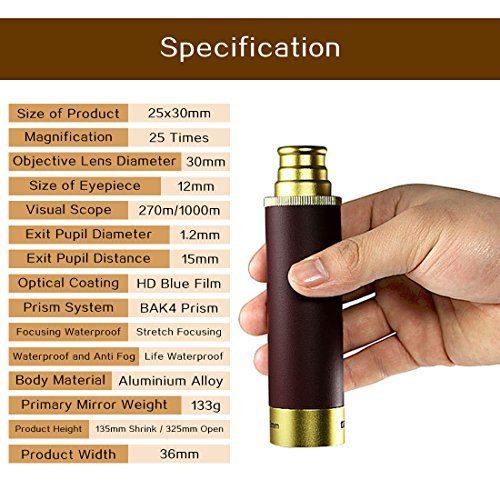 Specification
Size of Product 25x30mm
Magnification 25 Times
Objective Lens Diameter 30mm
Size of Eyepiece 12mm
Visual Scope 270m/1000m
Exit Pupil Diameter 1.2mm
Exit Pupil Distance 15mm
Optical Coating HD Blue Film
Prism System BAK4 Prism
Focusing Waterproof Stretch Focusing
Waterproof and Anti Fog Life Waterproof
Body Material Aluminium Alloy
Primary Mirror Weight 133g
Product Height 135mm Shrink / 325mm Open
Product Width 36mm